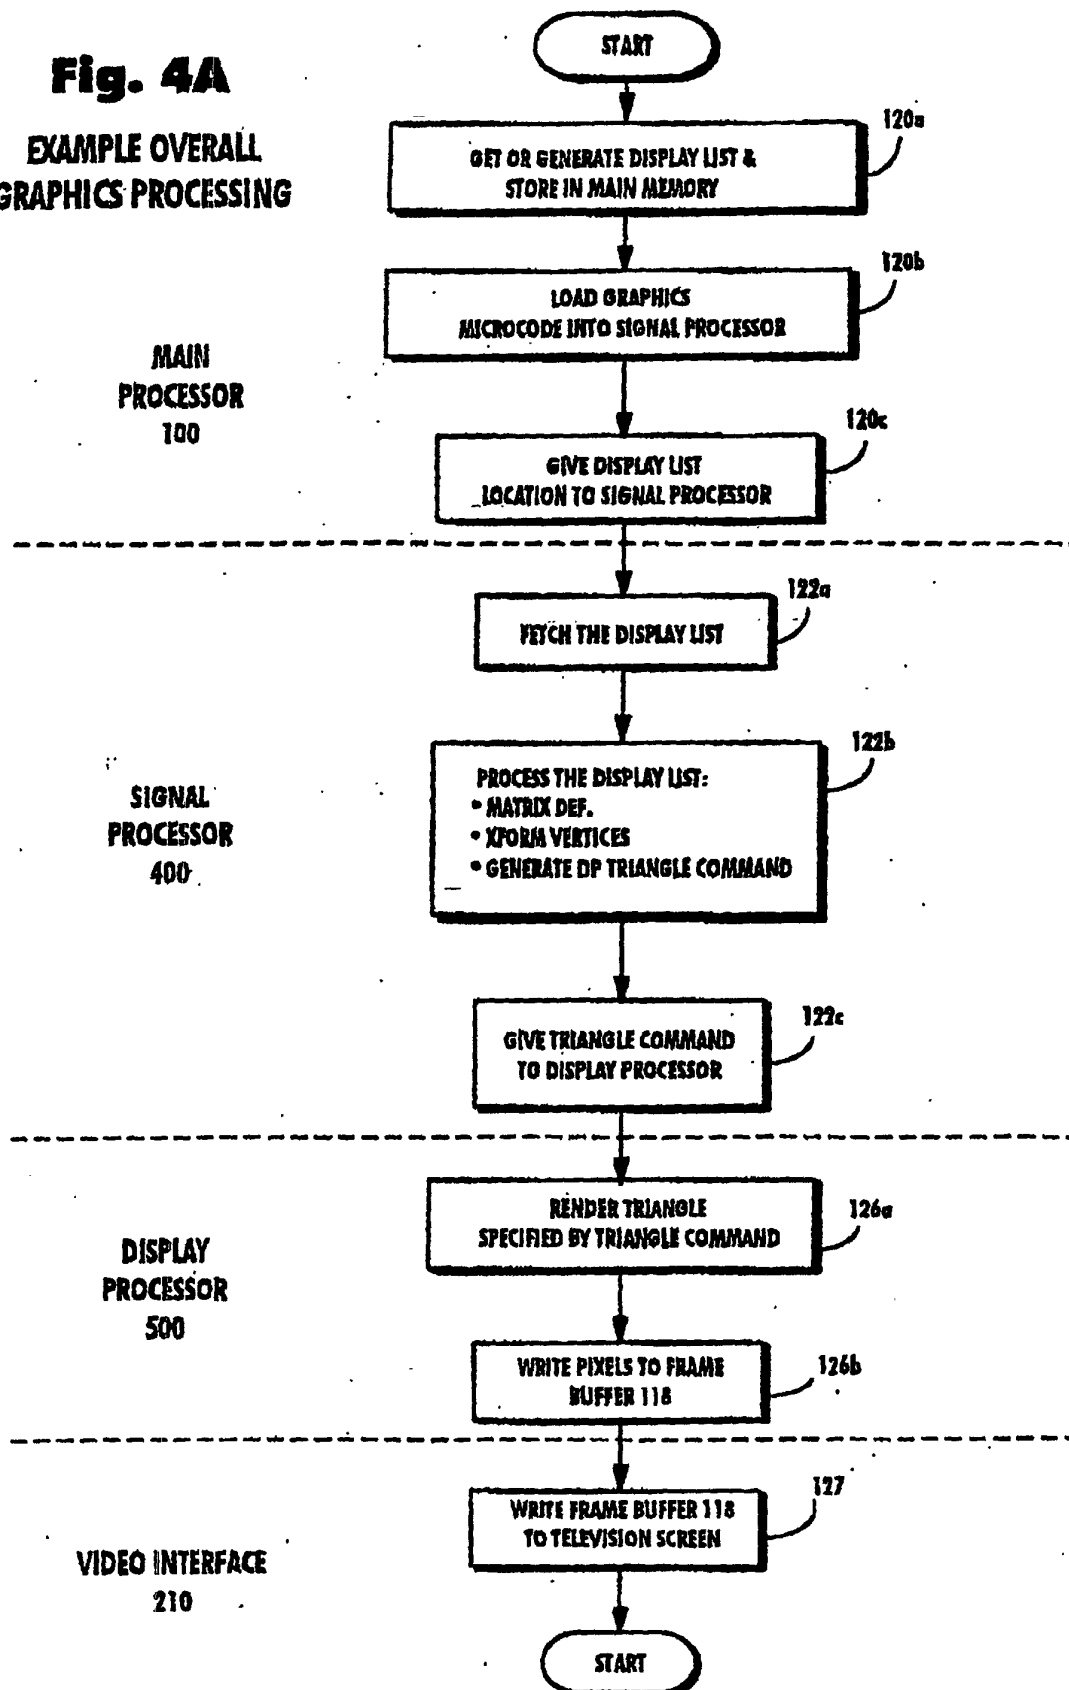 Fig. 4A
EXAMPLE OVERALL
GRAPHICS PROCESSING
START
120a
GET OR GENERATE DISPLAY LIST &
STORE IN MAIN MEMORY
120b
LOAD GRAPHICS
MICROCODE INTO SIGNAL PROCESSOR
MAIN
PROCESSOR
100
120c
GIVE DISPLAY LIST
LOCATION TO SIGNAL PROCESSOR
122a
FETCH THE DISPLAY LIST
122b
PROCESS THE DISPLAY LIST:
• MATRIX DEF.
• XFORM VERTICES
• GENERATE DP TRIANGLE COMMAND
SIGNAL
PROCESSOR
400
122c
GIVE TRIANGLE COMMAND
TO DISPLAY PROCESSOR
126a
RENDER TRIANGLE
SPECIFIED BY TRIANGLE COMMAND
DISPLAY
PROCESSOR
500
126b
WRITE PIXELS TO FRAME
BUFFER 118
127
WRITE FRAME BUFFER 118
TO TELEVISION SCREEN
VIDEO INTERFACE
210
START